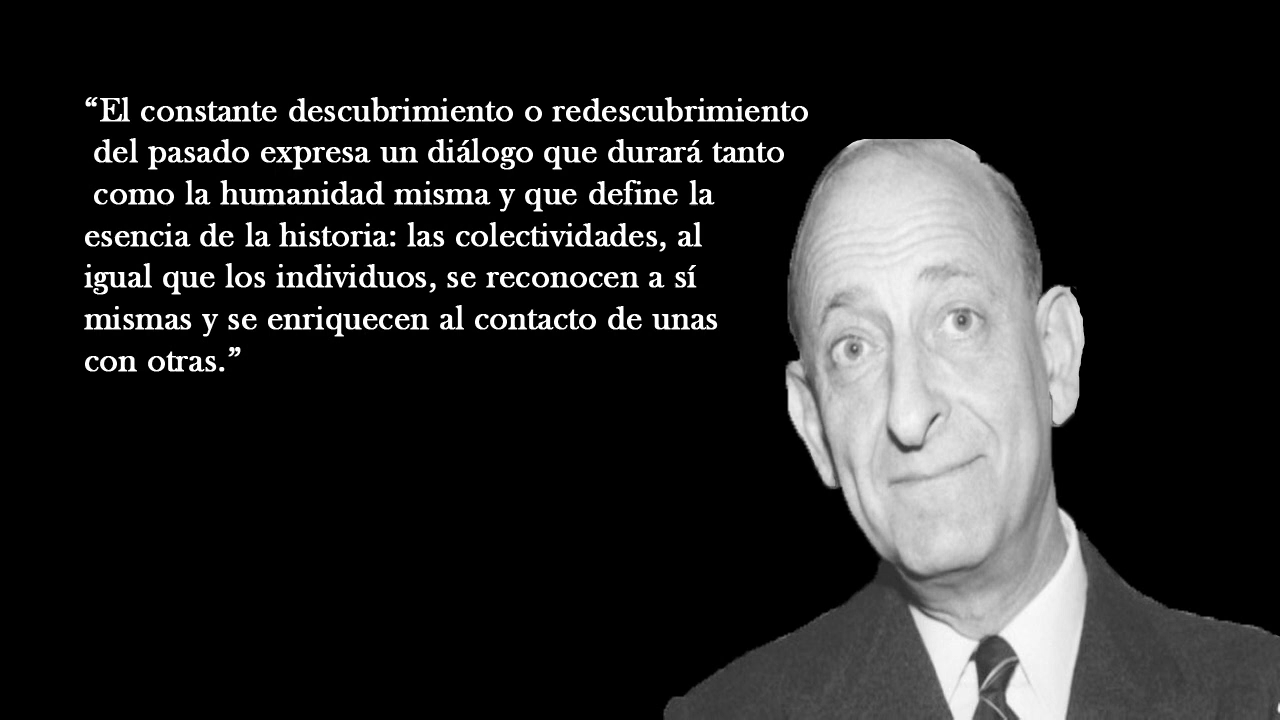 “El constante descubrimiento o redescubrimiento
del pasado expresa un diálogo que durará tanto
como la humanidad misma y que define la
esencia de la historia: las colectividades, al
igual que los individuos, se reconocen a sí
mismas y se enriquecen al contacto de unas
con otras.”